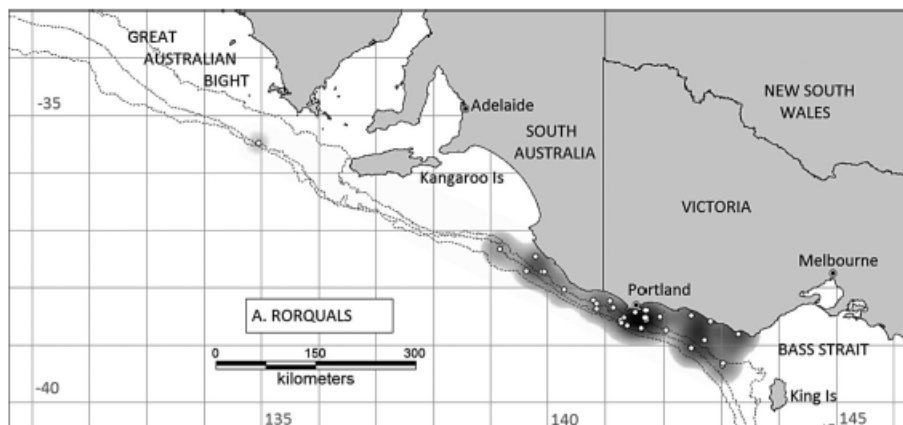 GREAT
AUSTRALIAN
BIGHT
-35
Adelaide
NEW SOUTH
WALES
SOUTH
AUSTRALIA
Kangaroo Is
VICTORIA
Melbourne
Portland
A. RORQUALS
0 150 300
kilometers
BASS STRAIT
-40
King Is
135
140
145